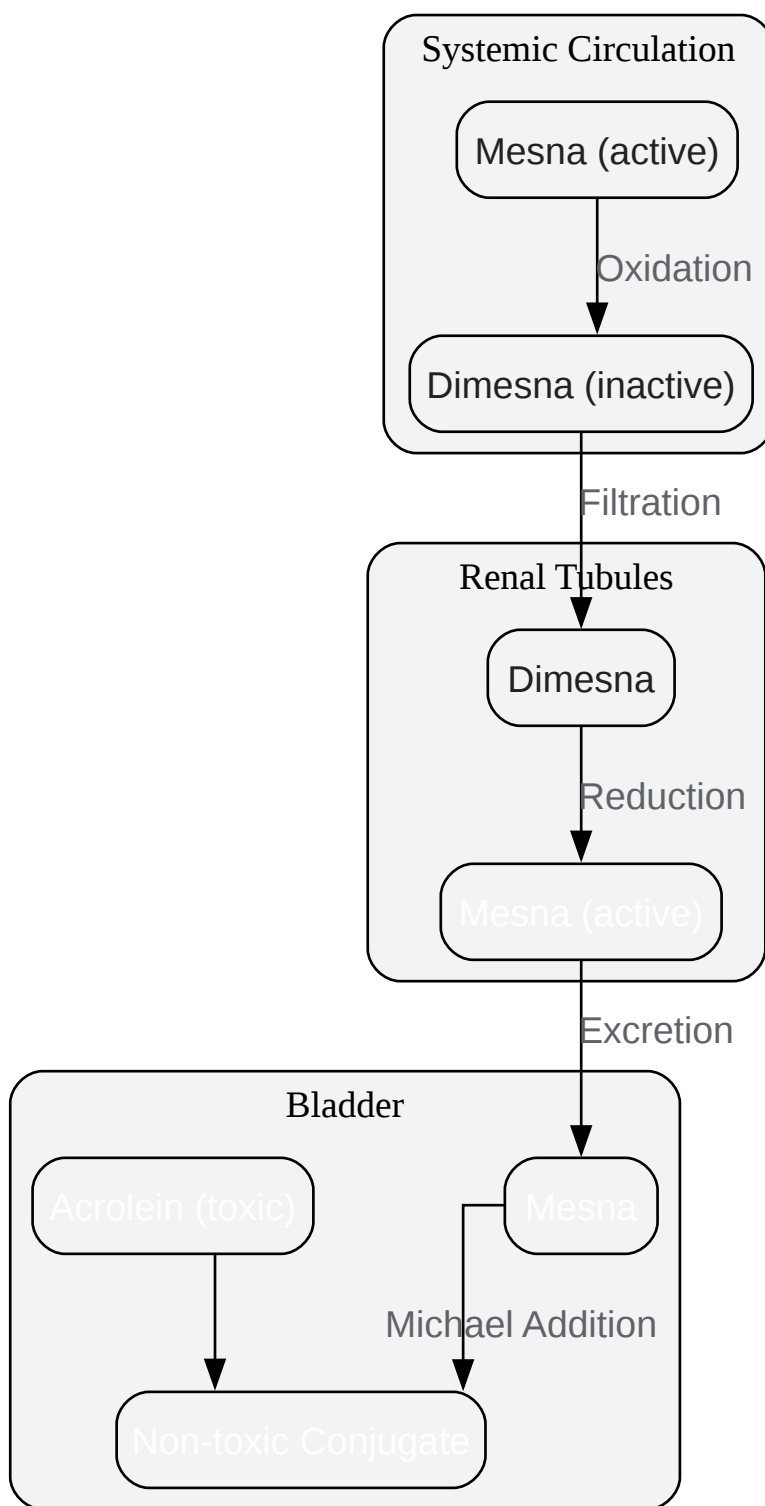 Systemic Circulation
Mesna (active)
Oxidation
Dimesna (inactive)
Filtration
Renal Tubules
Dimesna
Reduction
Mesna (active)
Excretion
Bladder
Acrolein (toxic)
Mesna
Michael Addition
Non-toxic Conjugate